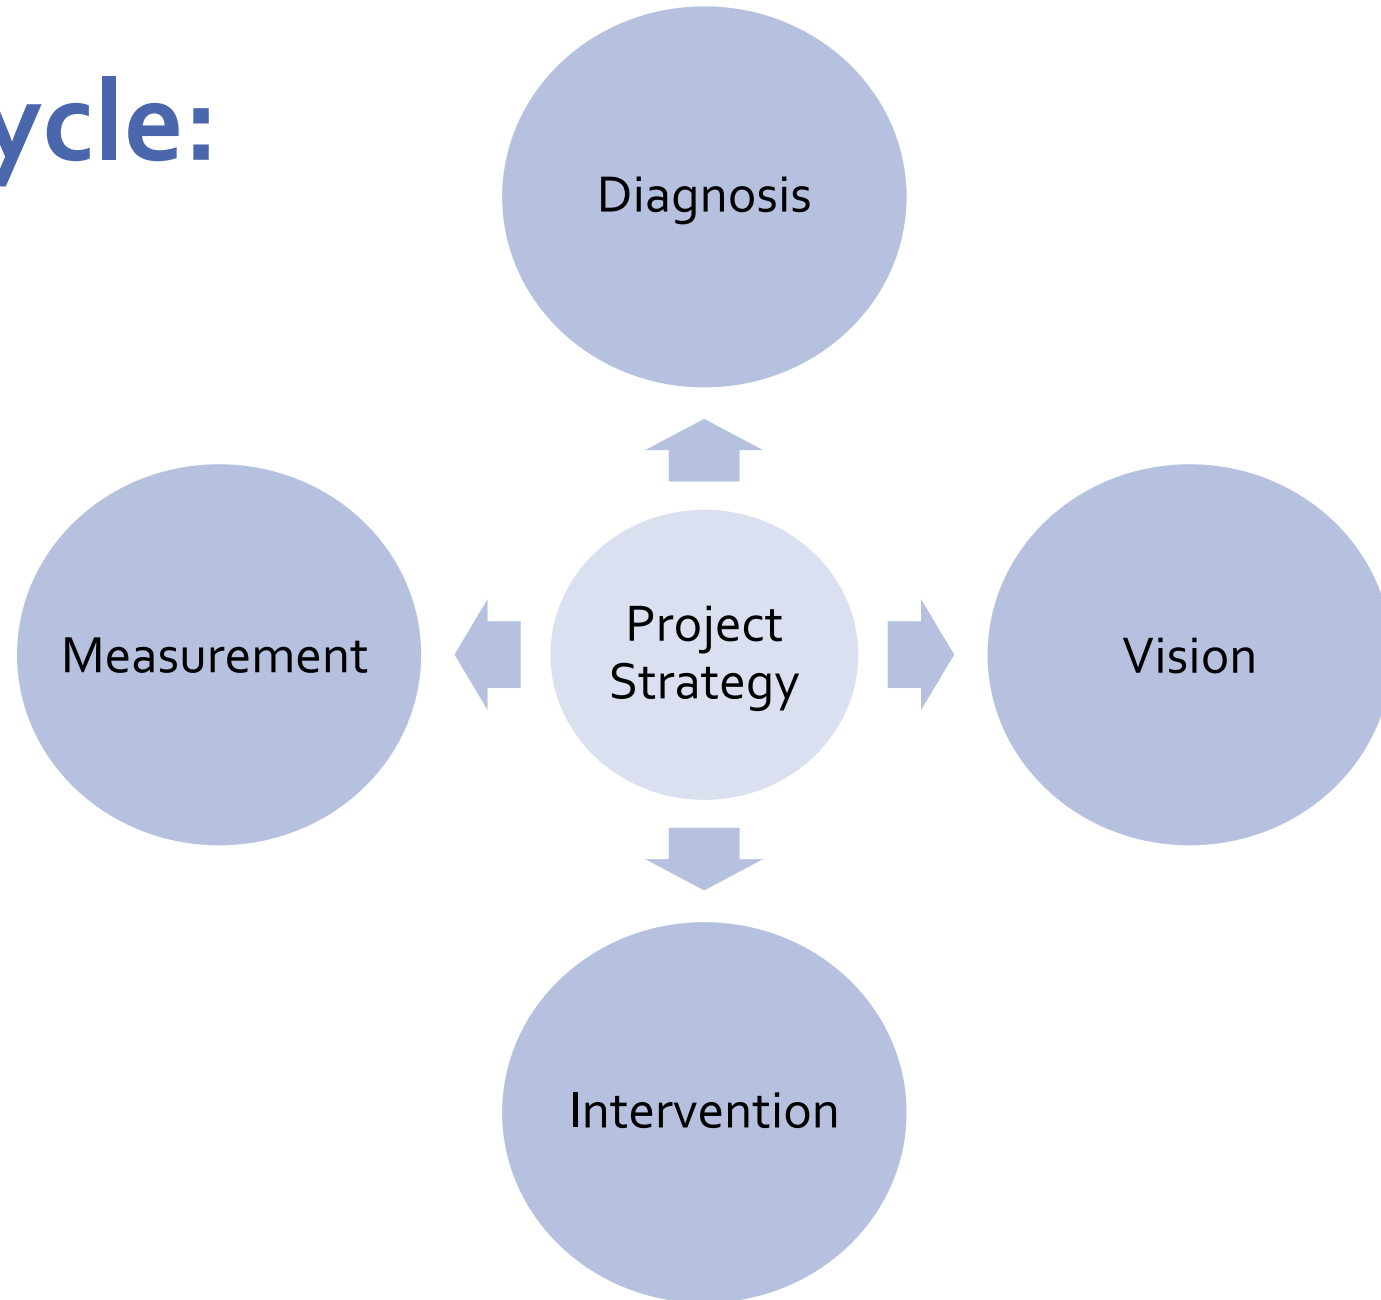 ycle:
Diagnosis
Measurement
Project
Strategy
Vision
Intervention